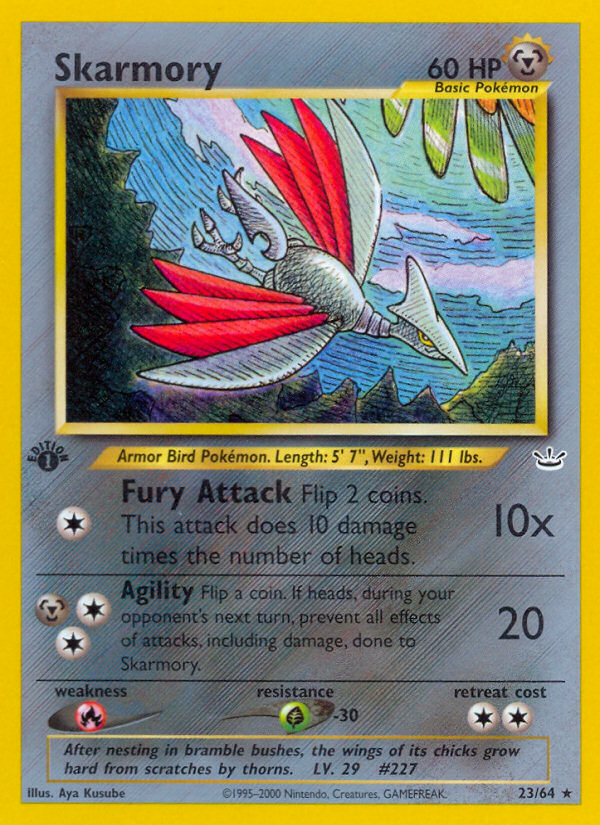 Skarmory 60 HP
Basic Pokémon
EDITION 1
Armor Bird Pokémon. Length: 5' 7", Weight: 111 lbs.
Fury Attack Flip 2 coins.
This attack does 10 damage
times the number of heads.
10x
Agility Flip a coin. If heads, during your
opponent's next turn, prevent all effects
of attacks, including damage, done to
Skarmory.
20
weakness resistance retreat cost
-30
After nesting in bramble bushes, the wings of its chicks grow
hard from scratches by thorns. LV. 29 #227
Illus. Aya Kusube ©1995–2000 Nintendo, Creatures, GAMEFREAK. 23/64 ★